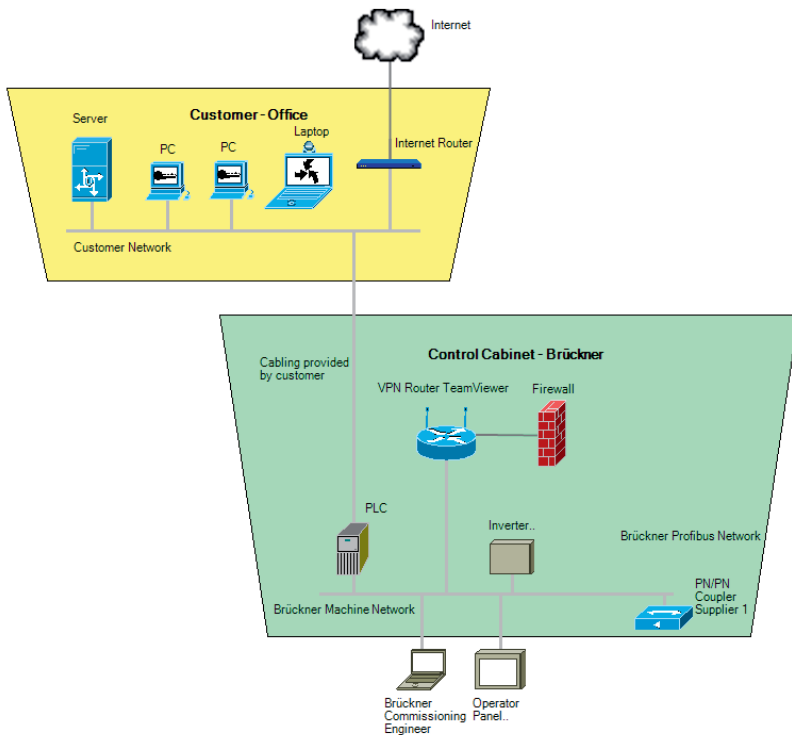 Internet
Customer - Office
Server
PC
PC
Laptop
Internet Router
Customer Network
Control Cabinet - Brückner
Cabling provided
by customer
VPN Router TeamViewer
Firewall
PLC
Inverter..
Brückner Profibus Network
PN/PN
Coupler
Supplier 1
Brückner Machine Network
Brückner
Commissioning
Engineer
Operator
Panel..